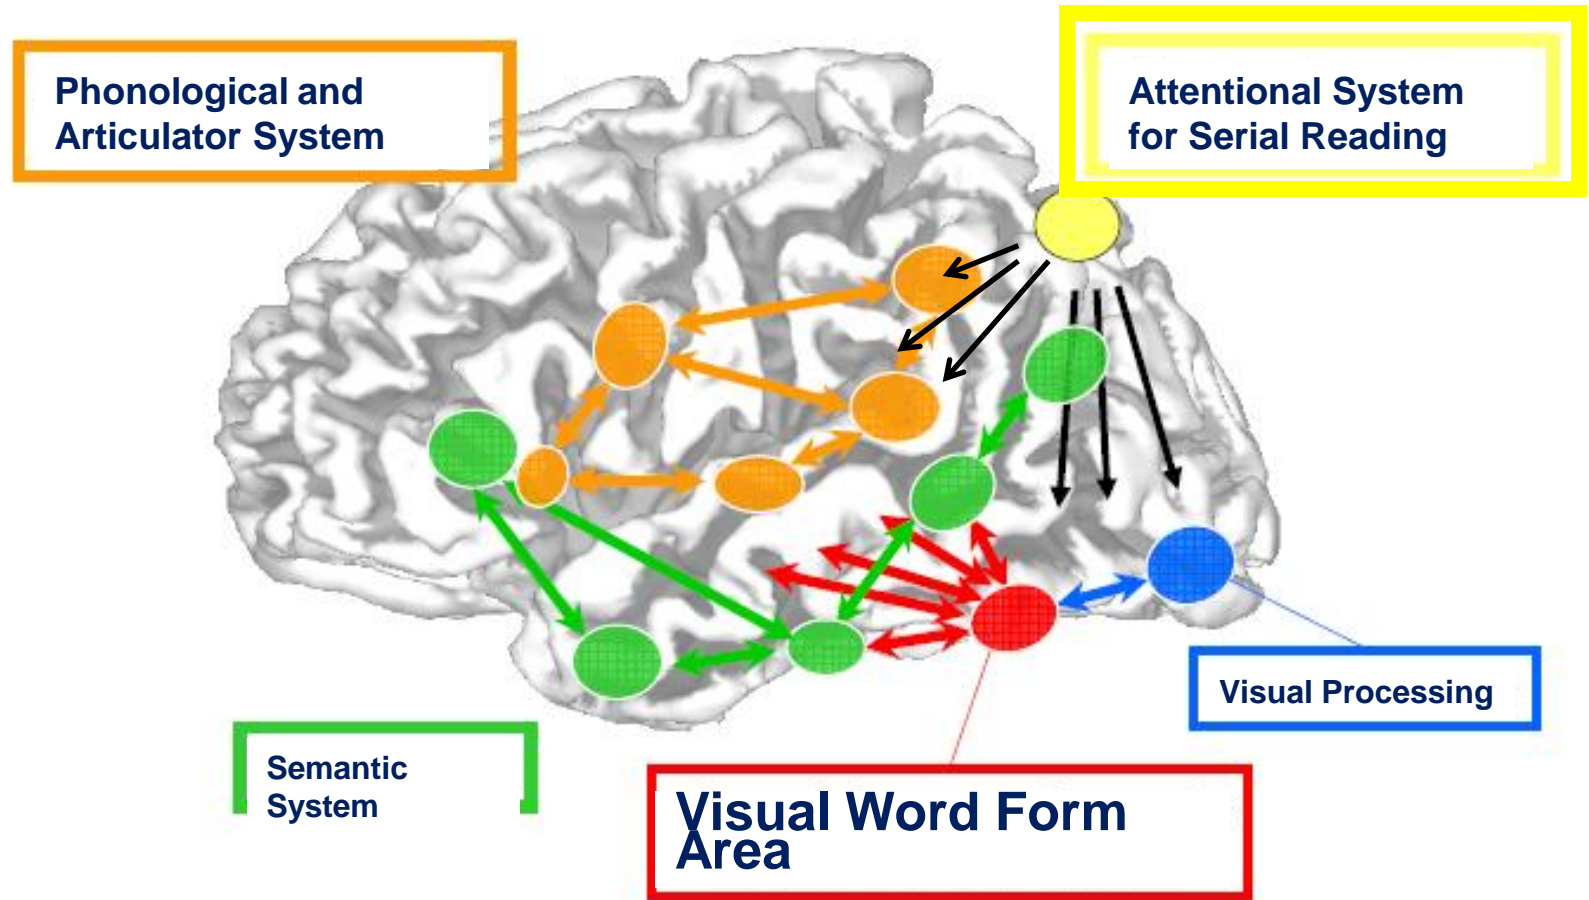 Phonological and
Articulator System
Attentional System
for Serial Reading
Visual Processing
Semantic
System
Visual Word Form
Area